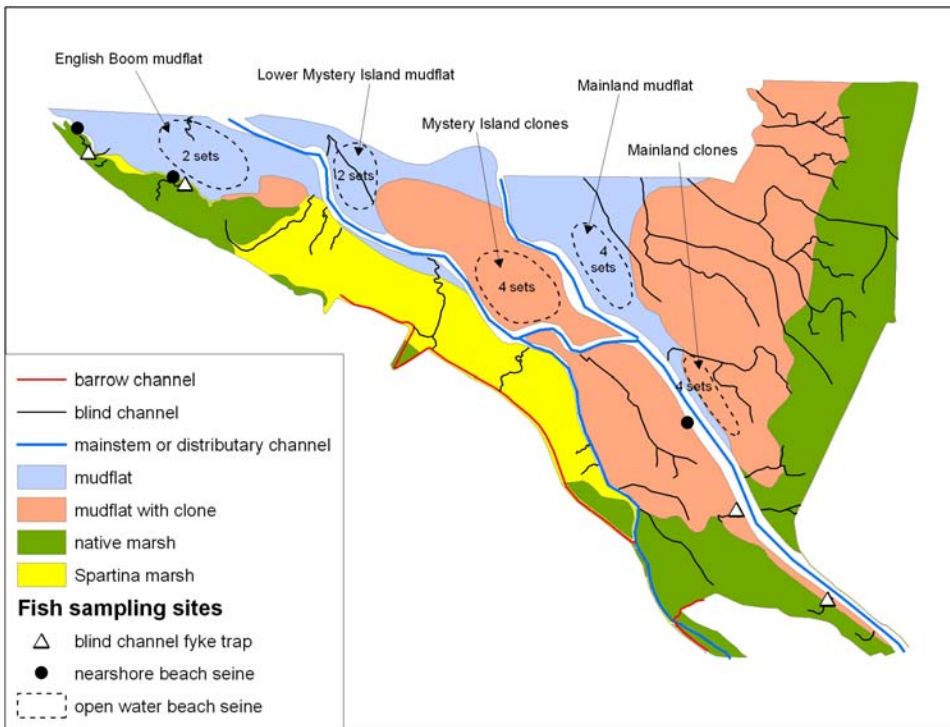 English Boom mudflat
Lower Mystery Island mudflat
Mainland mudflat
Mystery Island clones
Mainland clones
2 sets
2 sets
4
sets
4 sets
4 sets
barrow channel
blind channel
mainstem or distributary channel
mudflat
mudflat with clone
native marsh
Spartina marsh
Fish sampling sites
blind channel fyke trap
nearshore beach seine
open water beach seine